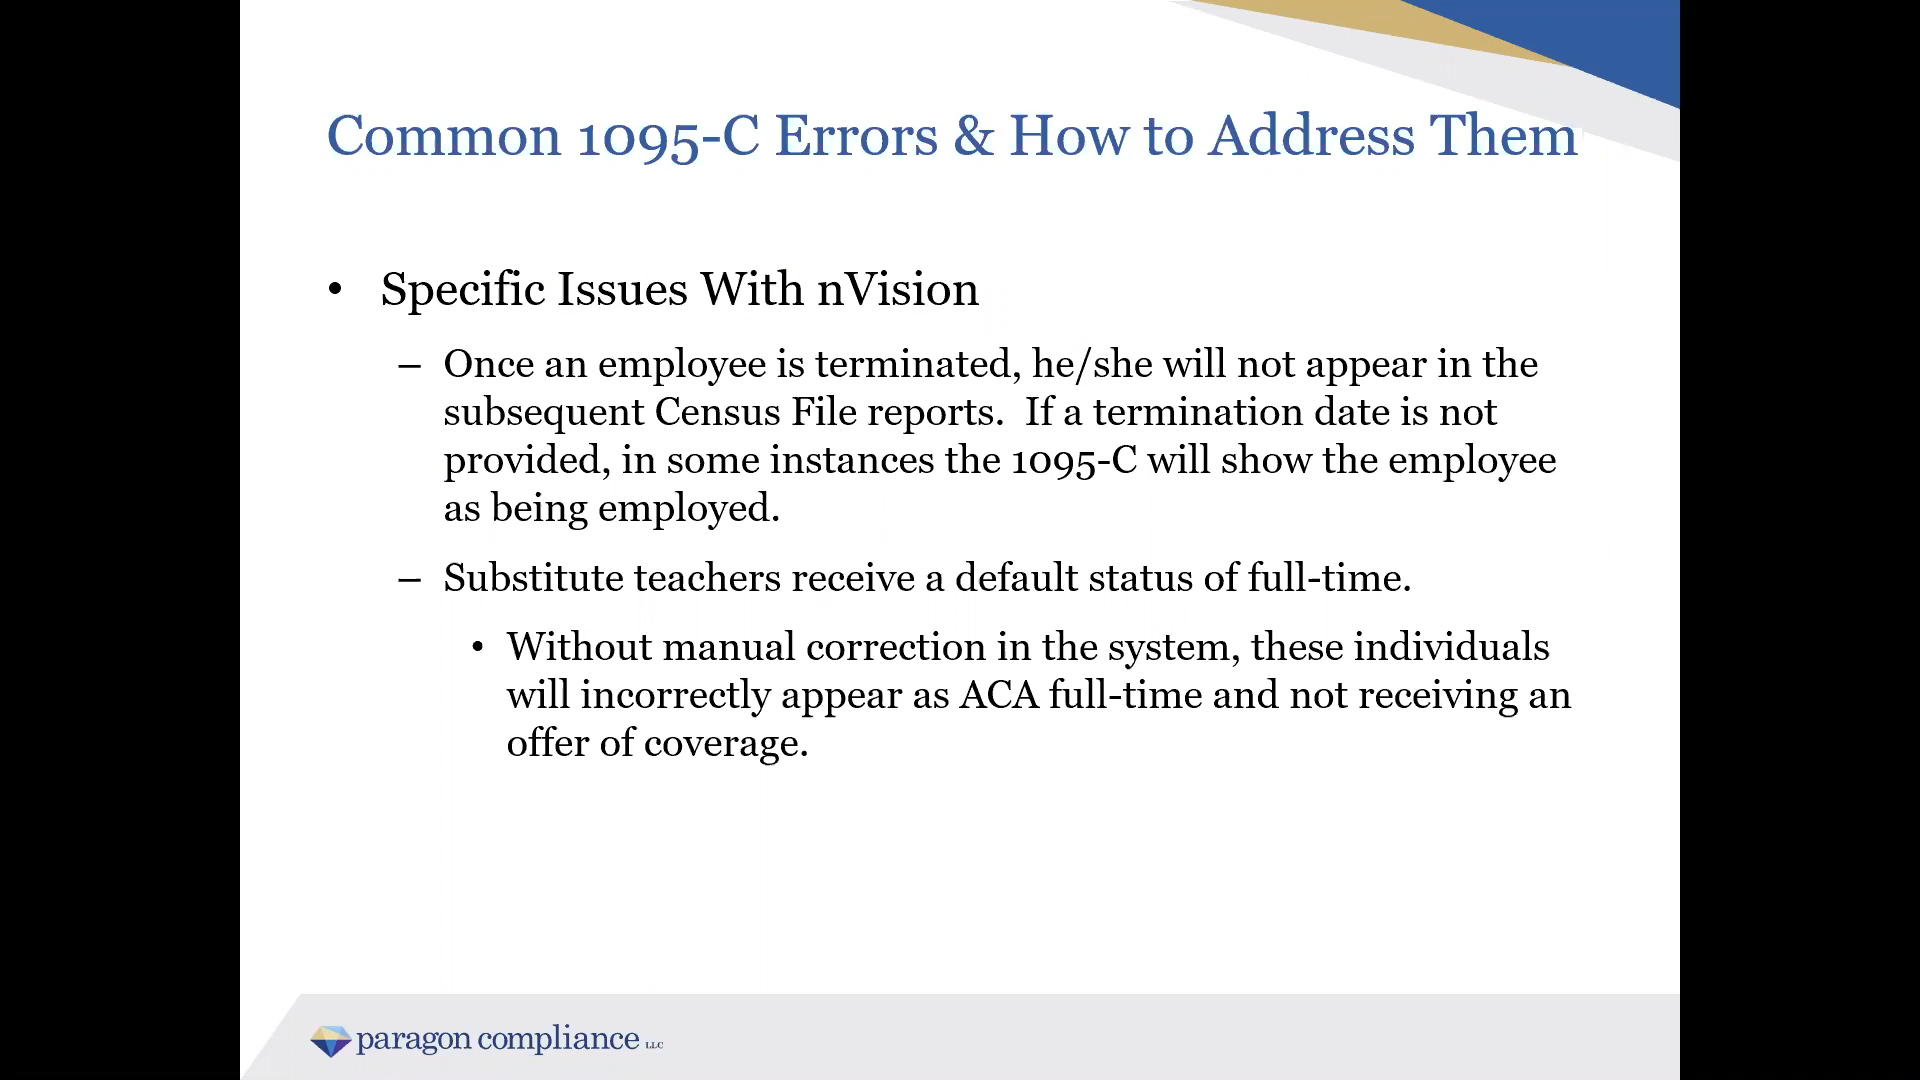 Common 1095-C Errors & How to Address Them
• Specific Issues With nVision
– Once an employee is terminated, he/she will not appear in the
subsequent Census File reports.  If a termination date is not
provided, in some instances the 1095-C will show the employee
as being employed.
– Substitute teachers receive a default status of full-time.
• Without manual correction in the system, these individuals
will incorrectly appear as ACA full-time and not receiving an
offer of coverage.
paragon compliance LLC